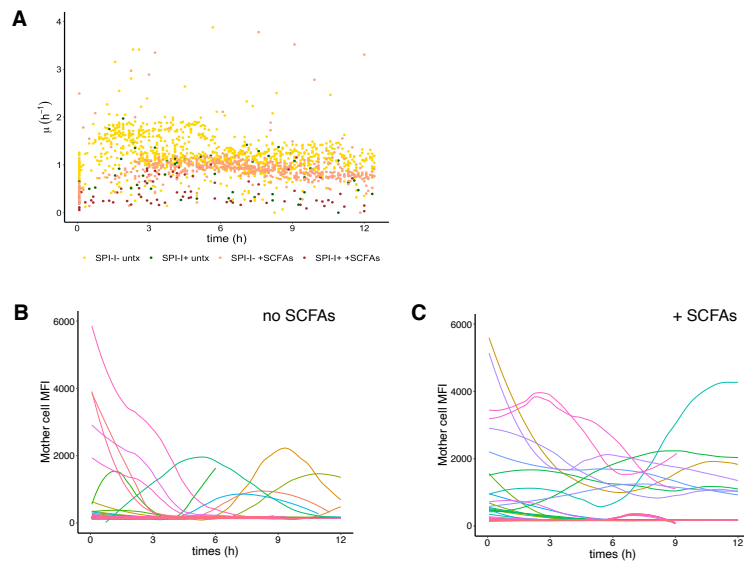 A
4
3
2
1
0
μ (h⁻¹)
0 3 6 9 12
time (h)
SPI-I- untx SPI-I+ untx SPI-I- +SCFAs SPI-I+ +SCFAs
B
no SCFAs
6000
4000
2000
0
Mother cell MFI
0 3 6 9 12
times (h)
C
+ SCFAs
6000
4000
2000
0
Mother cell MFI
0 3 6 9 12
times (h)